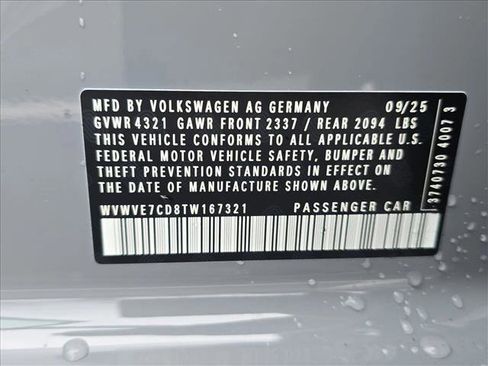 MFD BY VOLKSWAGEN AG GERMANY 09/25
GVWR 4321 GAWR FRONT 2337 / REAR 2094 LBS
THIS VEHICLE CONFORMS TO ALL APPLICABLE U.S.
FEDERAL MOTOR VEHICLE SAFETY, BUMPER AND
THEFT PREVENTION STANDARDS IN EFFECT ON
THE DATE OF MANUFACTURE SHOWN ABOVE.
WVWVE7CD8TW167321 PASSENGER CAR
3740730 4007 3